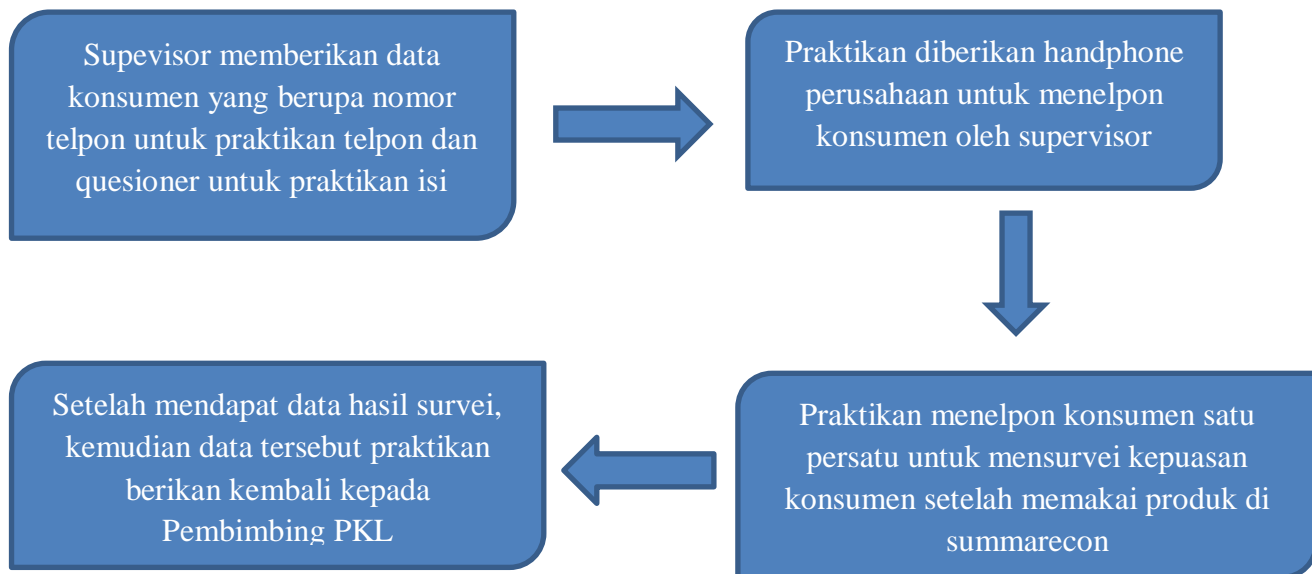 Supevisor memberikan data
konsumen yang berupa nomor
telpon untuk praktikan telpon dan
quesioner untuk praktikan isi
Praktikan diberikan handphone
perusahaan untuk menelpon
konsumen oleh supervisor
Praktikan menelpon konsumen satu
persatu untuk mensurvei kepuasan
konsumen setelah memakai produk di
summarecon
Setelah mendapat data hasil survei,
kemudian data tersebut praktikan
berikan kembali kepada
Pembimbing PKL